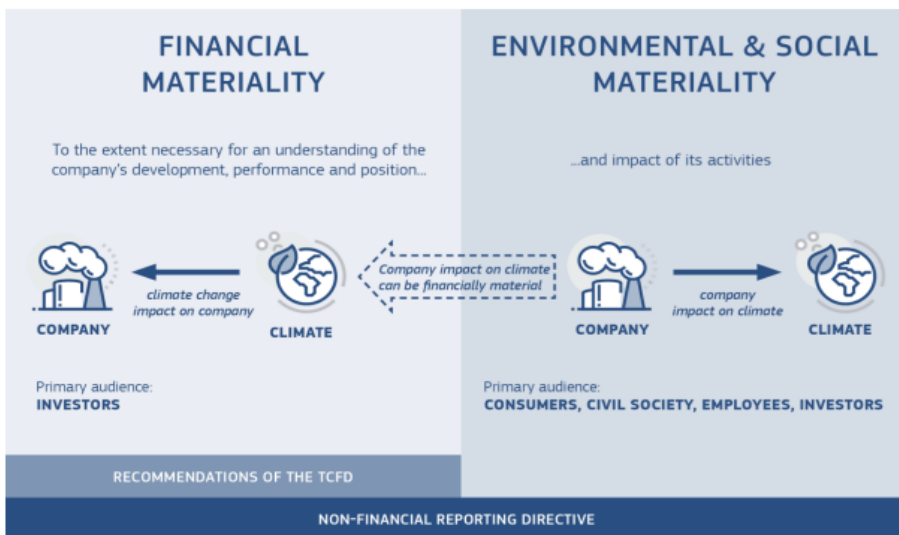 FINANCIAL
MATERIALITY
To the extent necessary for an understanding of the
company's development, performance and position...
climate change
impact on company
COMPANY
CLIMATE
Primary audience:
INVESTORS
RECOMMENDATIONS OF THE TCFD
Company impact on climate
can be financially material
ENVIRONMENTAL & SOCIAL
MATERIALITY
...and impact of its activities
company
impact on climate
COMPANY
CLIMATE
Primary audience:
CONSUMERS, CIVIL SOCIETY, EMPLOYEES, INVESTORS
NON-FINANCIAL REPORTING DIRECTIVE